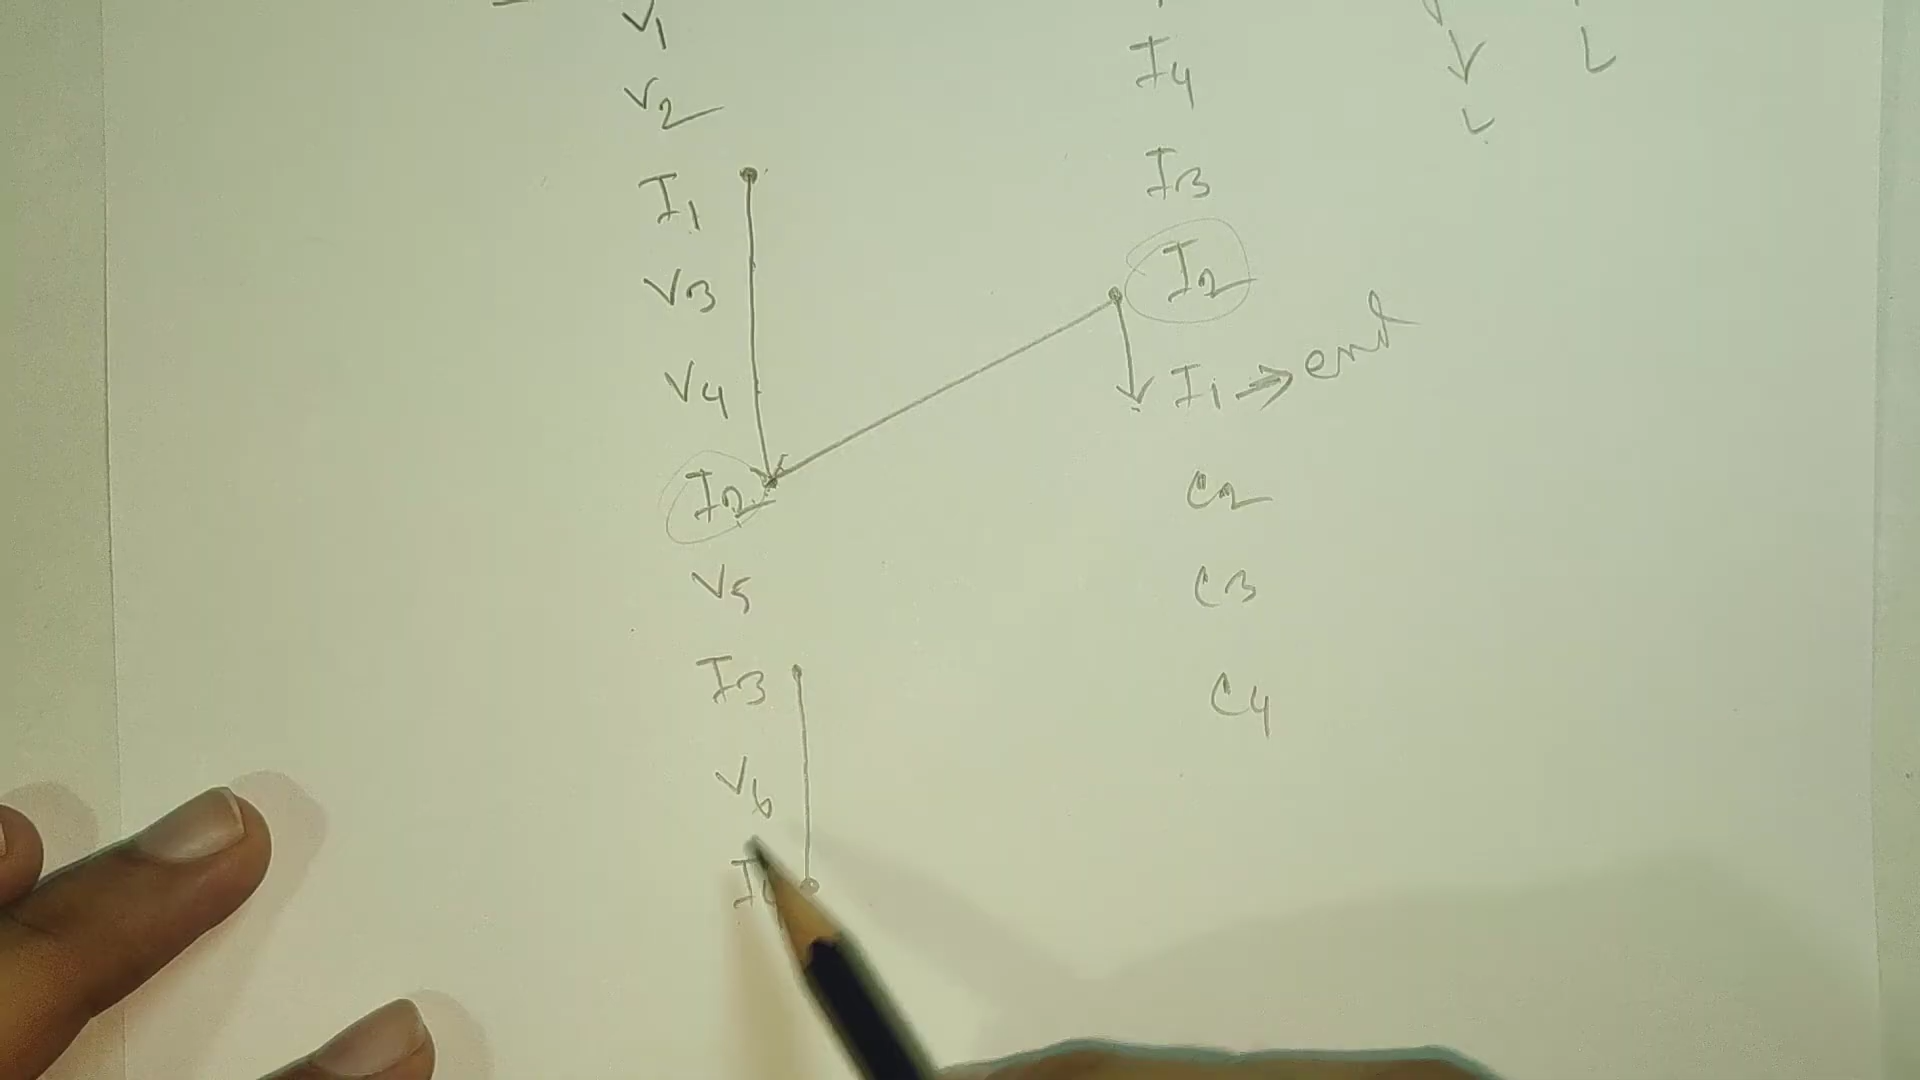 V1
V2
I1
V3
V4
I2
V5
I3
V6
I4
I3
I2
I1 → end
C2
C3
C4
L